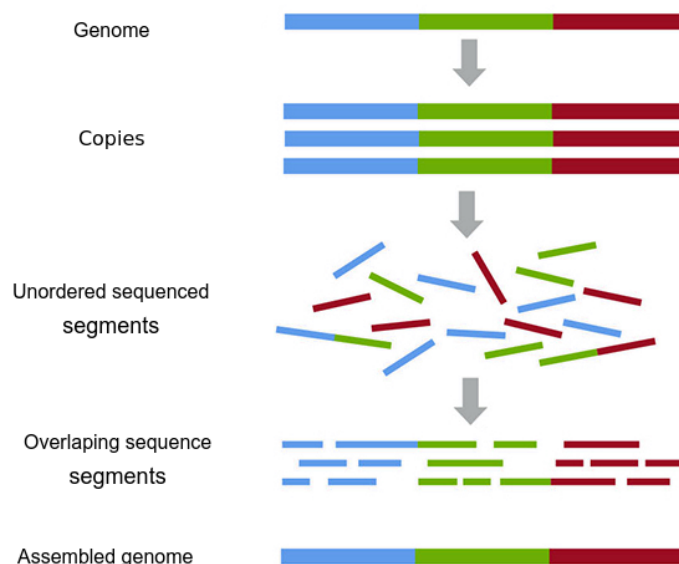 Genome
Copies
Unordered sequenced
segments
Overlaping sequence
segments
Assembled genome